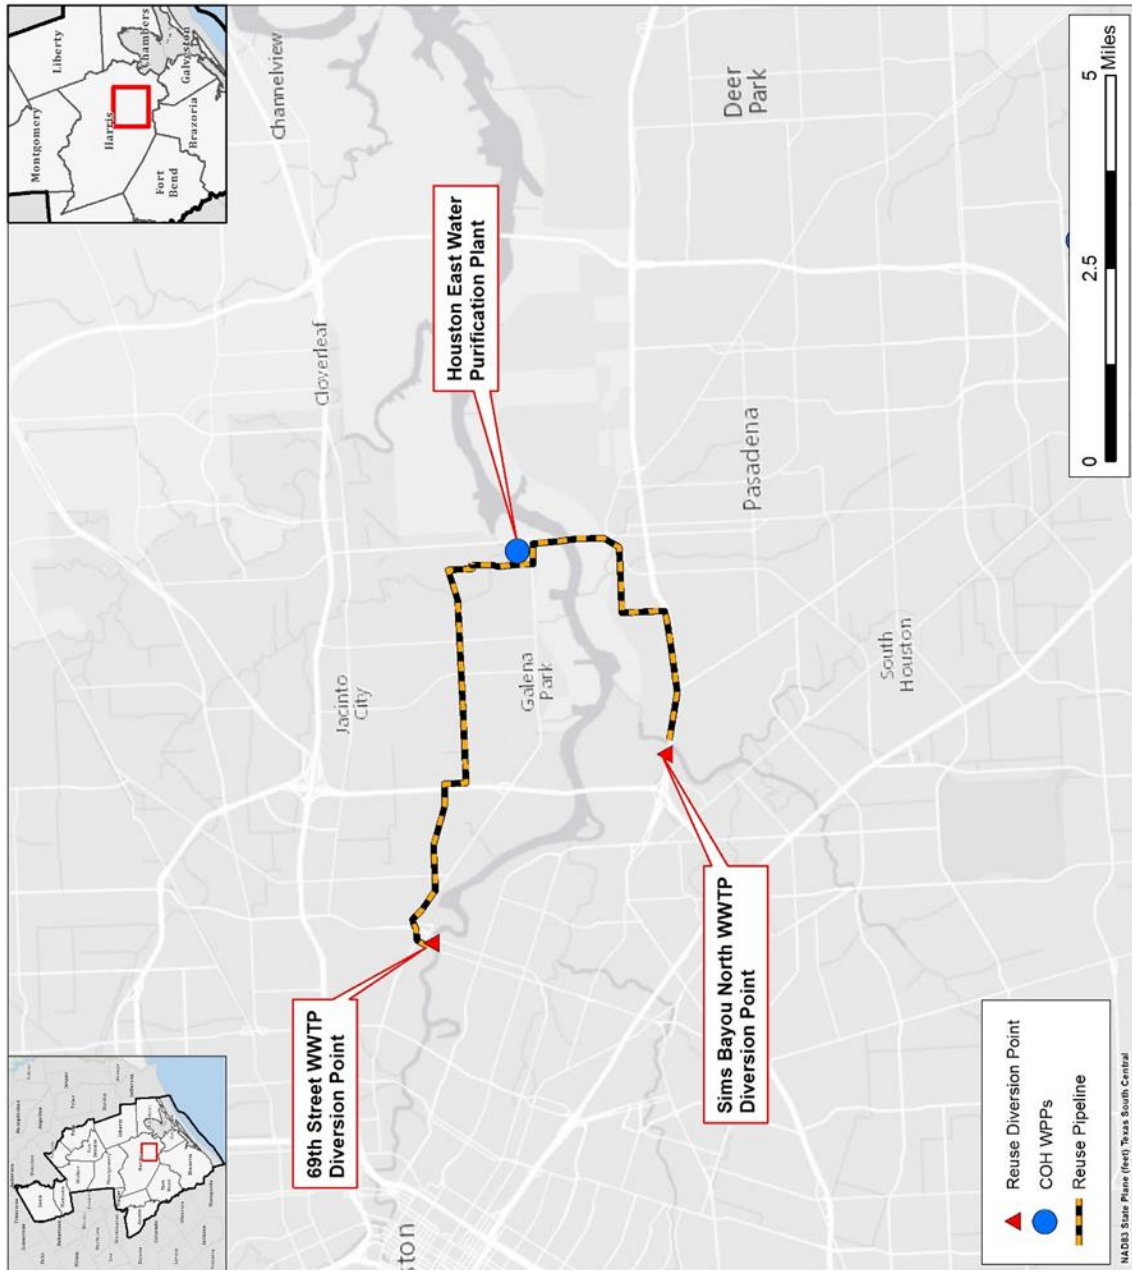 Montgomery
Liberty
Harris
Chambers
Galveston
Brazoria
Fort
Bend
Channelview
Cloverleaf
Jacinto
City
Houston East Water
Purification Plant
69th Street WWTP
Diversion Point
Galena
Park
Deer
Park
Pasadena
South
Houston
Sims Bayou North WWTP
Diversion Point
ston
Reuse Diversion Point
COH WPPs
Reuse Pipeline
0
2.5
5
Miles
NAD83 State Plane (feet) Texas South Central